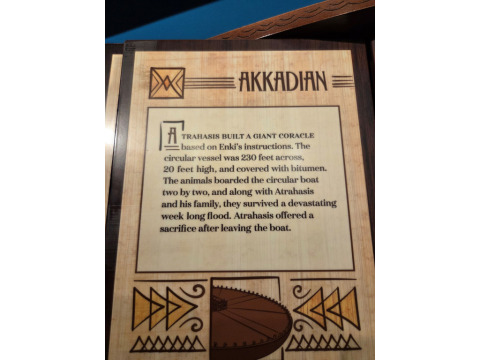 AKKADIAN
ATRAHASIS BUILT A GIANT CORACLE
based on Enki's instructions. The
circular vessel was 230 feet across,
20 feet high, and covered with bitumen.
The animals boarded the circular boat
two by two, and along with Atrahasis
and his family, they survived a devastating
week long flood. Atrahasis offered a
sacrifice after leaving the boat.